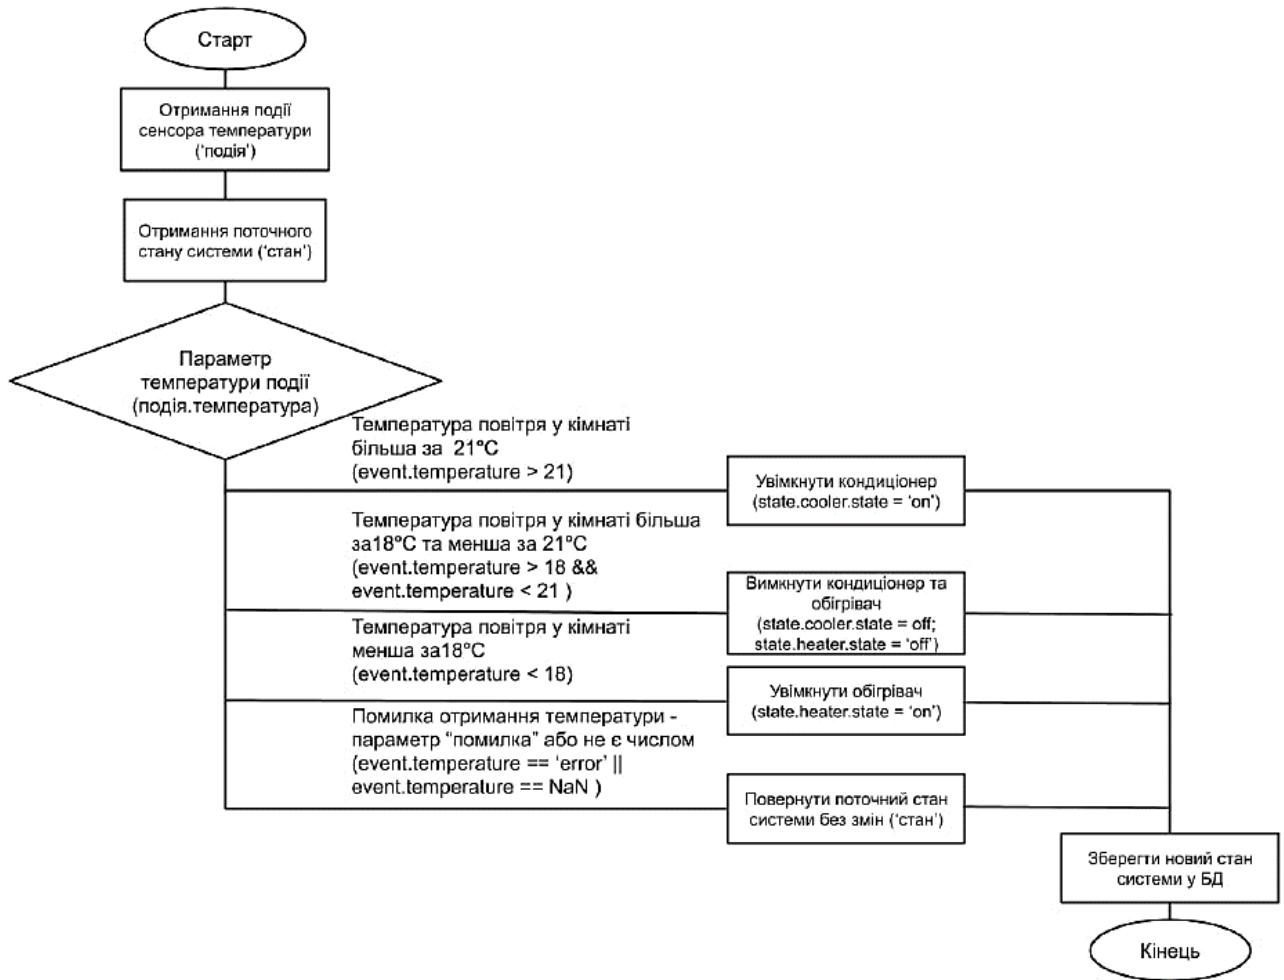 Старт
Отримання події
сенсора температури
(‘подія’)
Отримання поточного
стану системи (‘стан’)
Параметр
температури події
(подія.температура)
Температура повітря у кімнаті
більша за 21°C
(event.temperature > 21)
Увімкнути кондиціонер
(state.cooler.state = ‘on’)
Температура повітря у кімнаті більша
за18°C та менша за 21°C
(event.temperature > 18 &&
event.temperature < 21 )
Вимкнути кондиціонер та
обігрівач
(state.cooler.state = off;
state.heater.state = ‘off’)
Температура повітря у кімнаті
менша за18°C
(event.temperature < 18)
Увімкнути обігрівач
(state.heater.state = ‘on’)
Помилка отримання температури -
параметр “помилка” або не є числом
(event.temperature == ‘error’ ||
event.temperature == NaN )
Повернути поточний стан
системи без змін (‘стан’)
Зберегти новий стан
системи у БД
Кінець